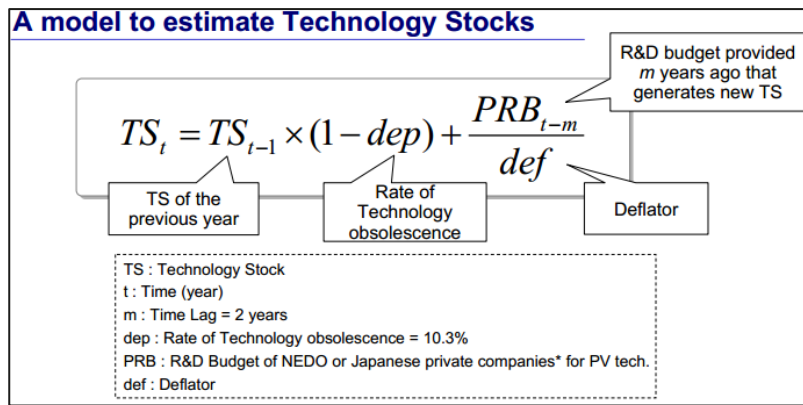 A model to estimate Technology Stocks
R&D budget provided
m years ago that
generates new TS
TS_t = TS_{t-1} × (1 − dep) + PRB_{t-m} / def
TS of the
previous year
Rate of
Technology
obsolescence
Deflator
TS : Technology Stock
t : Time (year)
m : Time Lag = 2 years
dep : Rate of Technology obsolescence = 10.3%
PRB : R&D Budget of NEDO or Japanese private companies* for PV tech.
def : Deflator